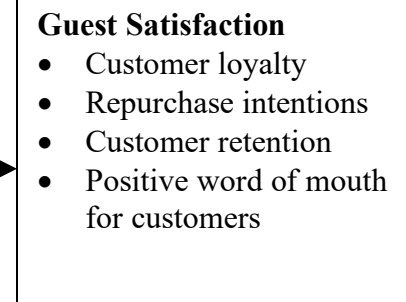 Guest Satisfaction
• Customer loyalty
• Repurchase intentions
• Customer retention
• Positive word of mouth
for customers